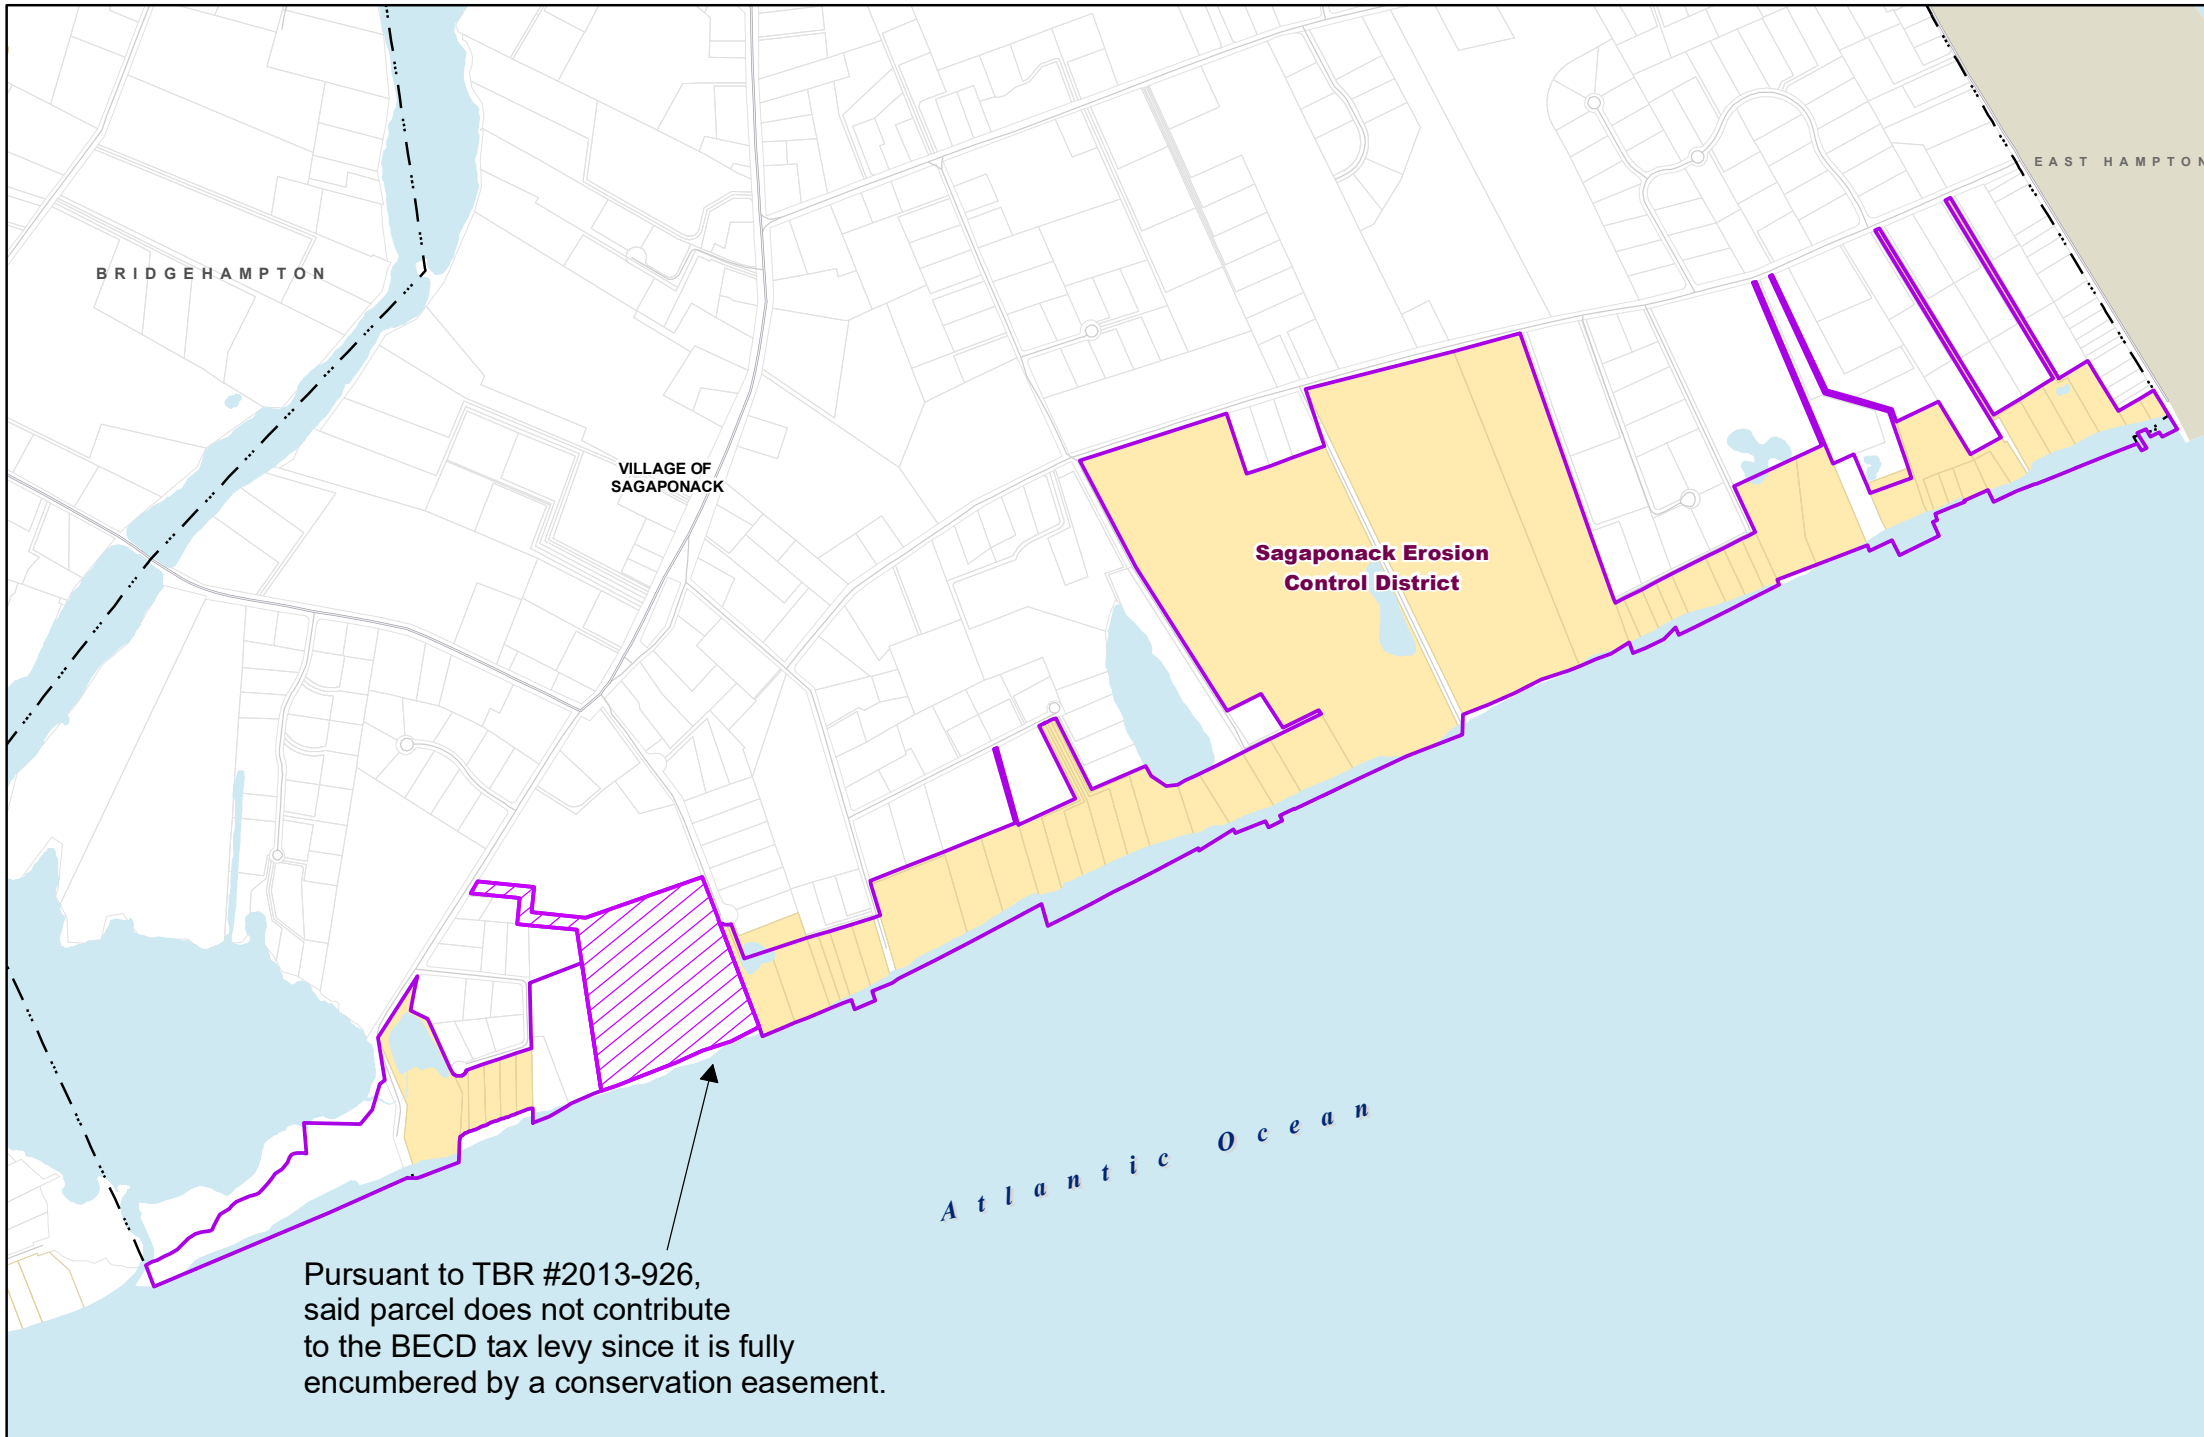 EAST HAMPTON
BRIDGEHAMPTON
VILLAGE OF
SAGAPONACK
Sagaponack Erosion
Control District
Atlantic Ocean
Pursuant to TBR #2013-926,
said parcel does not contribute
to the BECD tax levy since it is fully
encumbered by a conservation easement.